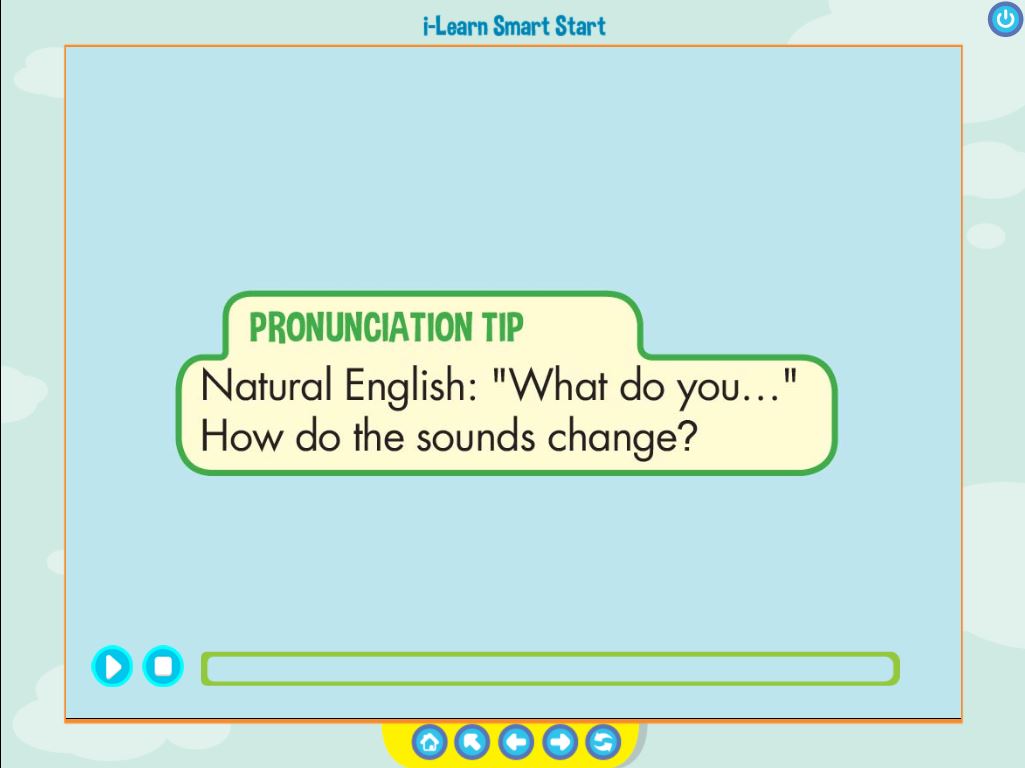 i-Learn Smart Start
PRONUNCIATION TIP
Natural English: "What do you..."
How do the sounds change?